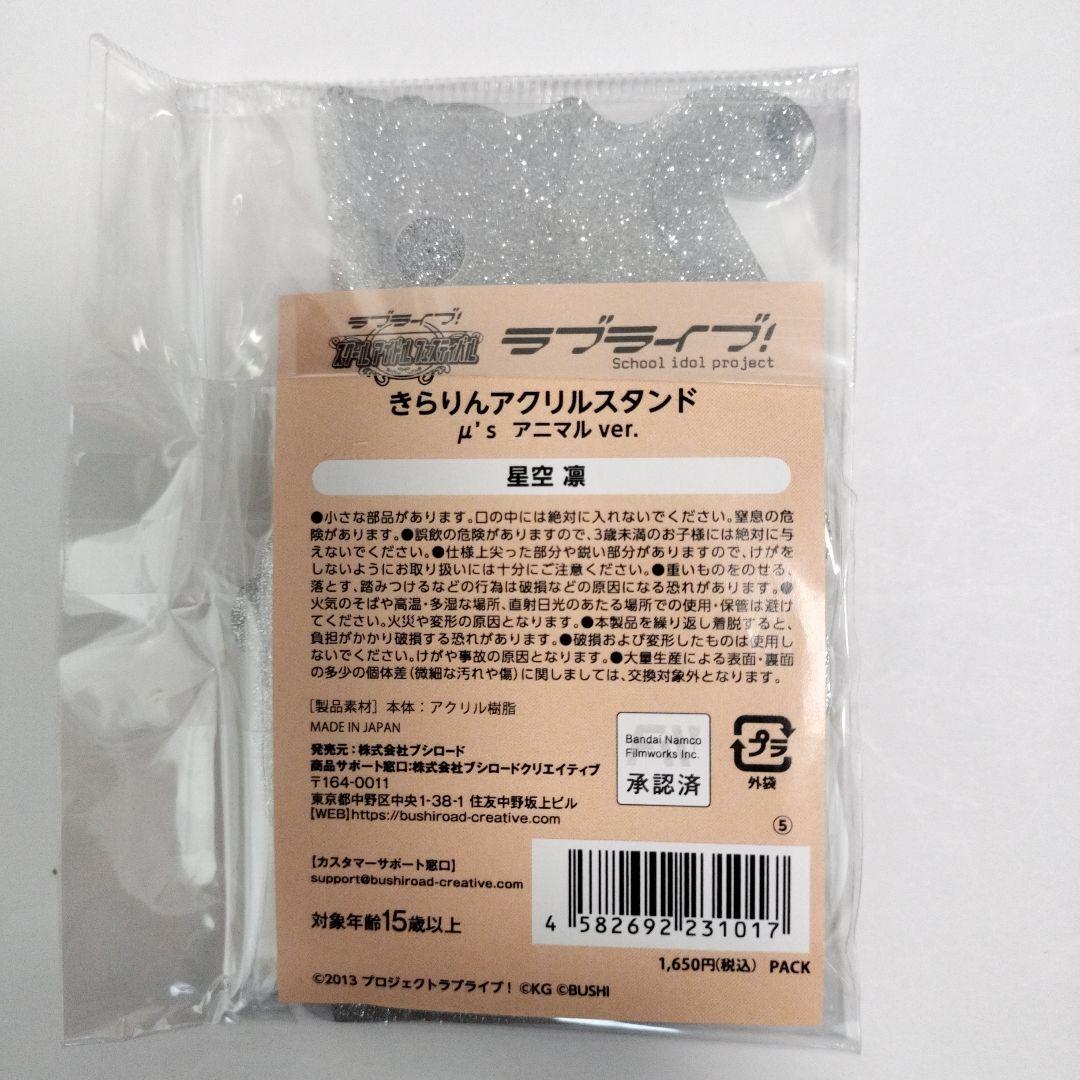 ラブライブ!
スクールアイドルフェスティバル
ラブライブ!
School idol project
きらりんアクリルスタンド
μ's アニマル ver.
星空 凛
●小さな部品があります。口の中には絶対に入れないでください。窒息の危
険があります。●誤飲の危険がありますので、3歳未満のお子様には絶対に与
えないでください。●仕様上尖った部分や鋭い部分がありますので、けがを
しないようにお取り扱いには十分にご注意ください。●重いものをのせる、
落とす、踏みつけるなどの行為は破損などの原因になる恐れがあります。●
火気のそばや高温・多湿な場所、直射日光のあたる場所での使用・保管は避け
てください。火災や変形の原因となります。●本製品を繰り返し着脱すると、
負担がかかり破損する恐れがあります。●破損および変形したものは使用し
ないでください。けがや事故の原因となります。●大量生産による表面・裏面
の多少の個体差(微細な汚れや傷)に関しましては、交換対象外となります。
[製品素材] 本体：アクリル樹脂
MADE IN JAPAN
発売元：株式会社ブシロード
商品サポート窓口：株式会社ブシロードクリエイティブ
〒164-0011
東京都中野区中央1-38-1 住友中野坂上ビル
【WEB】https://bushiroad-creative.com
Bandai Namco
Filmworks Inc.
承認済
プラ
外袋
⑤
【カスタマーサポート窓口】
support@bushiroad-creative.com
対象年齢15歳以上
4 582692 231017
1,650円(税込) PACK
©2013 プロジェクトラブライブ! ©KG ©BUSHI